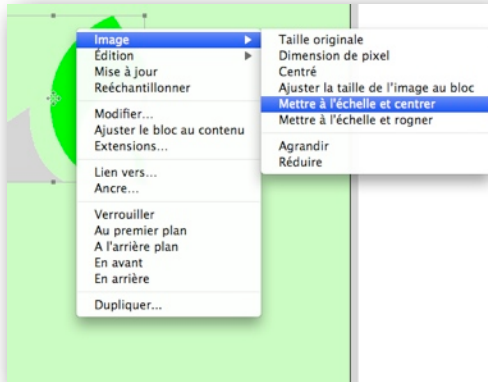 Image
Édition
Mise à jour
Reéchantillonner
Modifier...
Ajuster le bloc au contenu
Extensions...
Lien vers...
Ancre...
Verrouiller
Au premier plan
A l'arrière plan
En avant
En arrière
Dupliquer...
Taille originale
Dimension de pixel
Centré
Ajuster la taille de l'image au bloc
Mettre à l'échelle et centrer
Mettre à l'échelle et rogner
Agrandir
Réduire